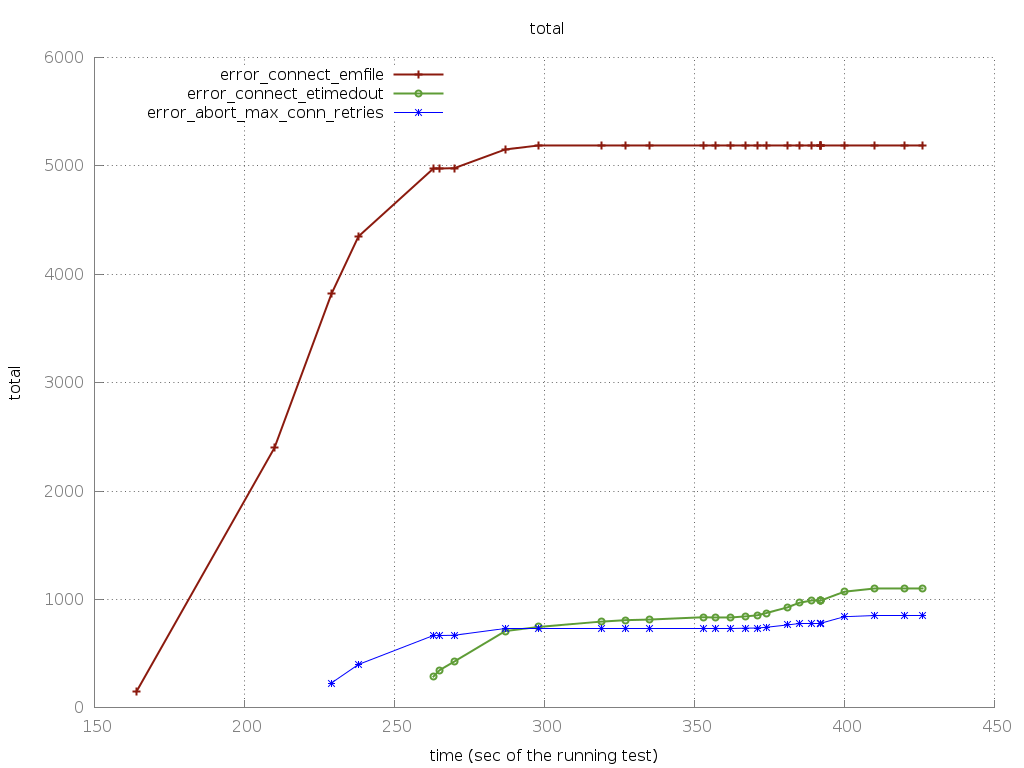 total
error_connect_emfile
error_connect_etimedout
error_abort_max_conn_retries
6000
5000
4000
3000
2000
1000
0
total
150 200 250 300 350 400 450
time (sec of the running test)